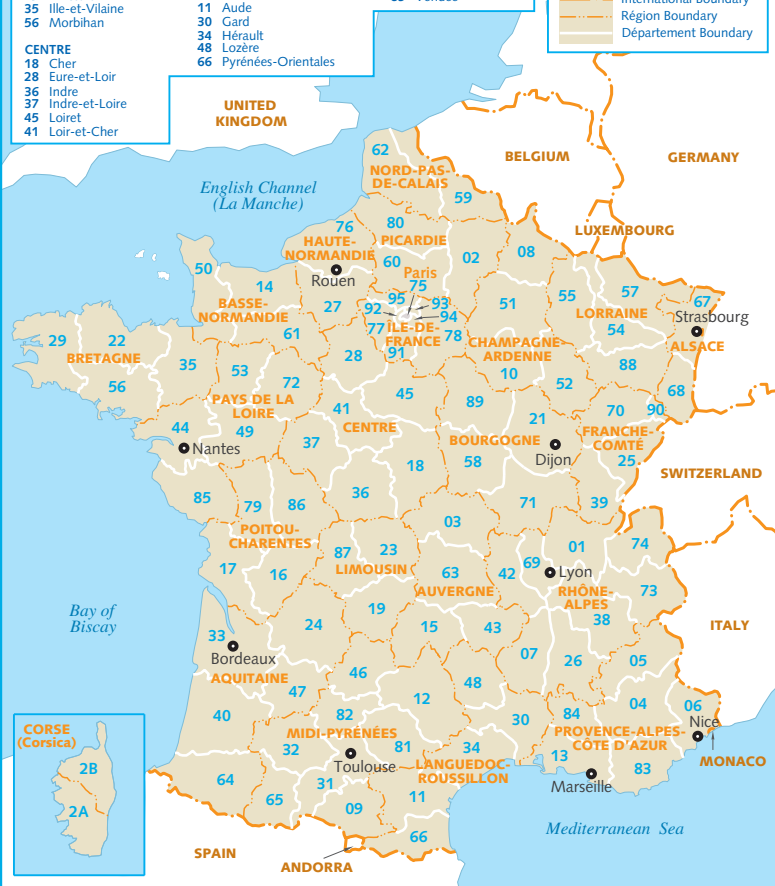 35 Ille-et-Vilaine
56 Morbihan
CENTRE
18 Cher
28 Eure-et-Loir
36 Indre
37 Indre-et-Loire
45 Loiret
41 Loir-et-Cher
11 Aude
30 Gard
34 Hérault
48 Lozère
66 Pyrénées-Orientales
Région Boundary
Département Boundary
UNITED
KINGDOM
BELGIUM
GERMANY
LUXEMBOURG
English Channel
(La Manche)
62
NORD-PAS-
DE-CALAIS
59
76
80
HAUTE-
NORMANDIE
PICARDIE
02
08
60
Paris
75
50
Rouen
14
95
93
92
94
27
51
55
57
67
Strasbourg
BASSE-
NORMANDIE
LORRAINE
54
77
ÎLE-DE-
FRANCE
78
91
61
CHAMPAGNE
ARDENNE
ALSACE
29
22
BRETAGNE
56
35
53
72
28
10
52
88
68
PAYS DE LA
LOIRE
41
45
89
21
70
90
44
49
CENTRE
FRANCHE-
COMTÉ
25
Nantes
37
BOURGOGNE
58
Dijon
18
SWITZERLAND
85
79
86
36
71
39
03
POITOU-
CHARENTES
87
23
LIMOUSIN
01
74
17
16
63
AUVERGNE
42
69
Lyon
RHÔNE-
ALPES
73
38
Bay of
Biscay
19
24
15
43
ITALY
33
Bordeaux
AQUITAINE
07
26
05
46
47
48
12
04
06
40
82
30
84
Nice
MIDI-PYRÉNÉES
PROVENCE-ALPES-
CÔTE D'AZUR
32
81
34
Toulouse
LANGUEDOC-
ROUSSILLON
13
83
MONACO
Marseille
64
65
31
09
11
66
CORSE
(Corsica)
2B
2A
SPAIN
ANDORRA
Mediterranean Sea